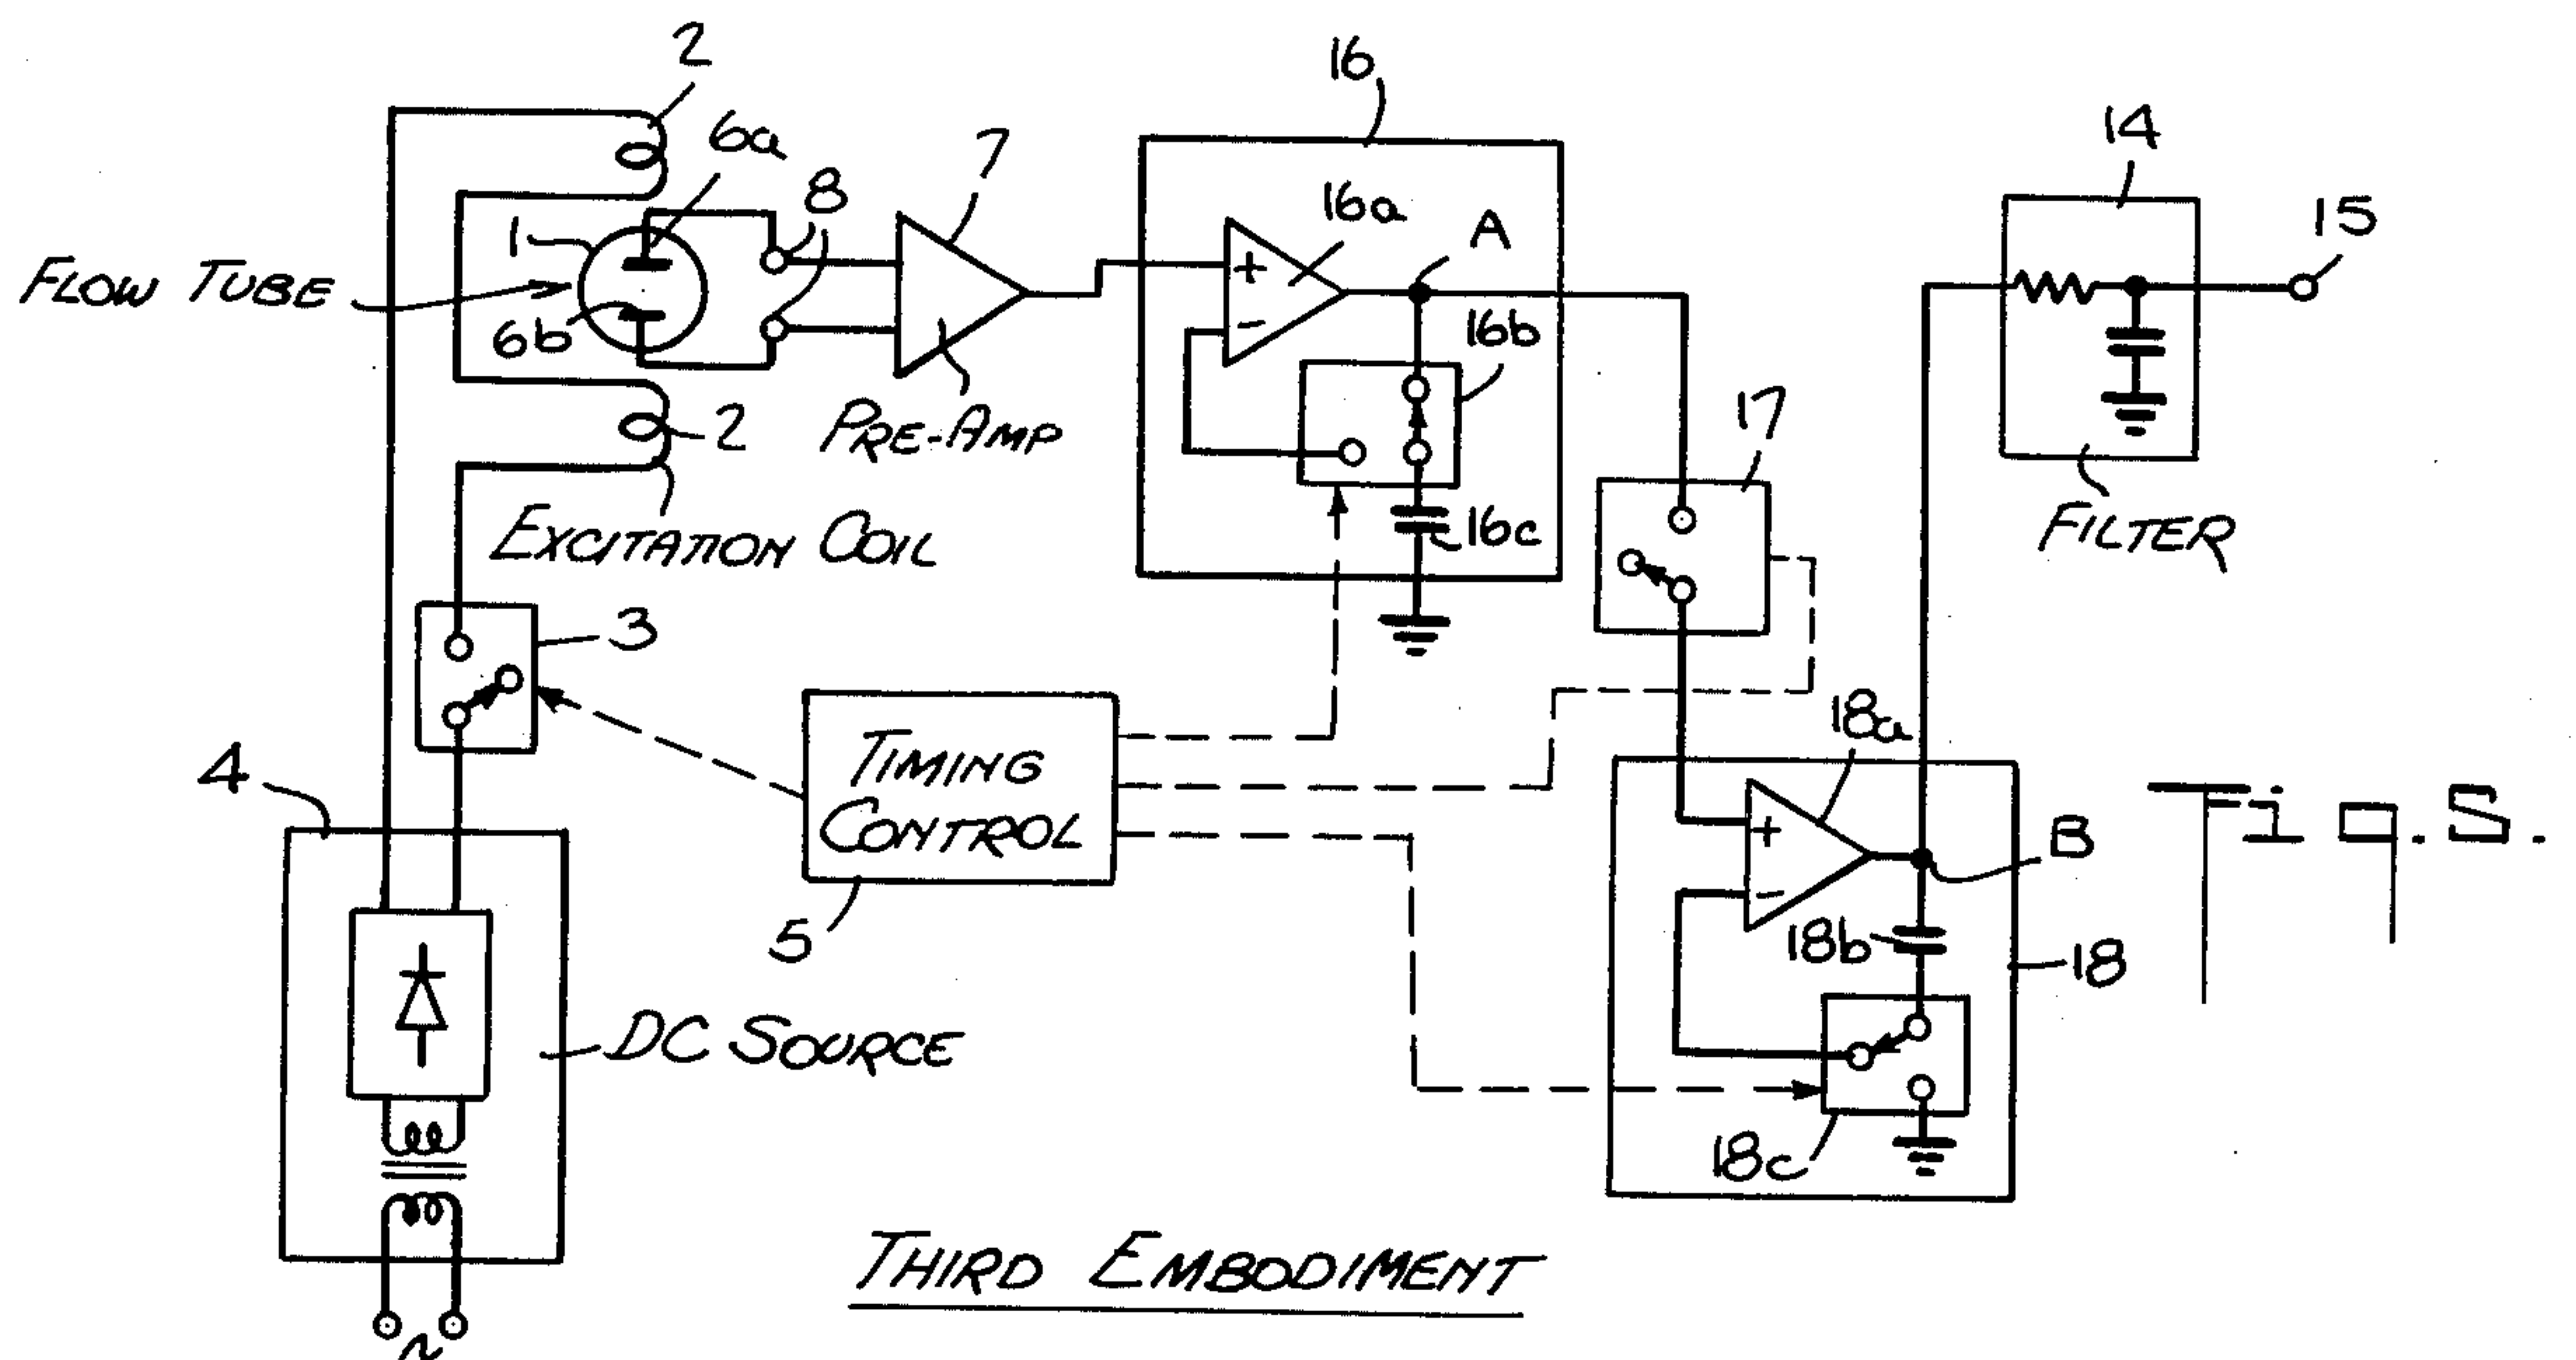 2
16
14
6a
7
8
16a
A
15
1
FLOW TUBE
6b
16b
PRE-AMP
17
2
16c
EXCITATION COIL
FILTER
3
18a
4
TIMING
CONTROL
B
Fig. 5.
5
18b
18
DC SOURCE
18c
THIRD EMBODIMENT
+
-
+
-
~